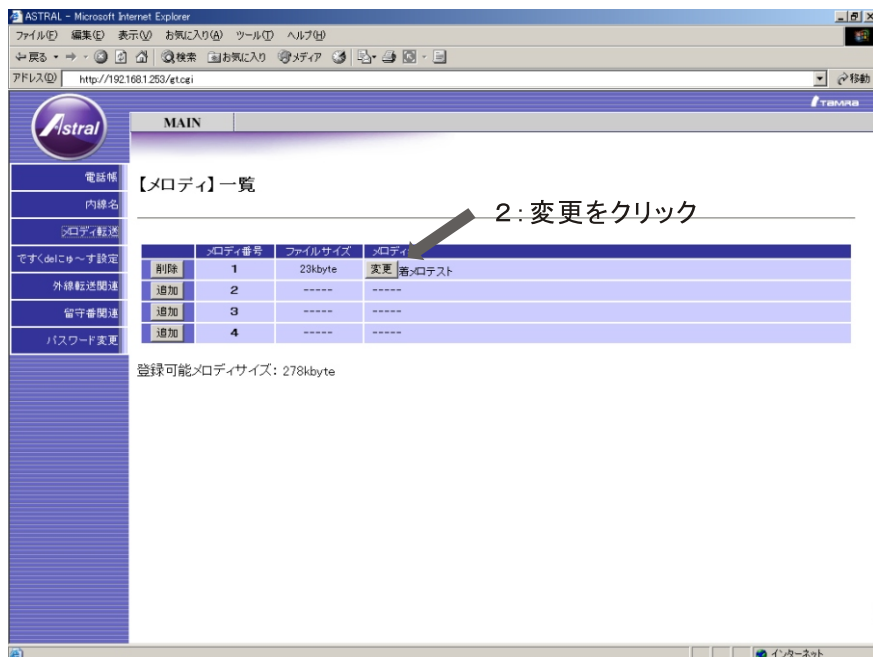 ASTRAL - Microsoft Internet Explorer
ファイル(F) 編集(E) 表示(V) お気に入り(A) ツール(T) ヘルプ(H)
戻る 検索 お気に入り メディア
アドレス(D) http://192.168.1.253/gt.cgi 移動
TAMRA
Astral
MAIN
電話帳
内線名
メロディ転送
ですくdelにゅ〜す設定
外線転送関連
留守番関連
パスワード変更
【メロディ】一覧
2：変更をクリック
メロディ番号 ファイルサイズ メロディ
削除 1 23kbyte 変更 着メロテスト
追加 2 ----- -----
追加 3 ----- -----
追加 4 ----- -----
登録可能メロディサイズ: 278kbyte
インターネット